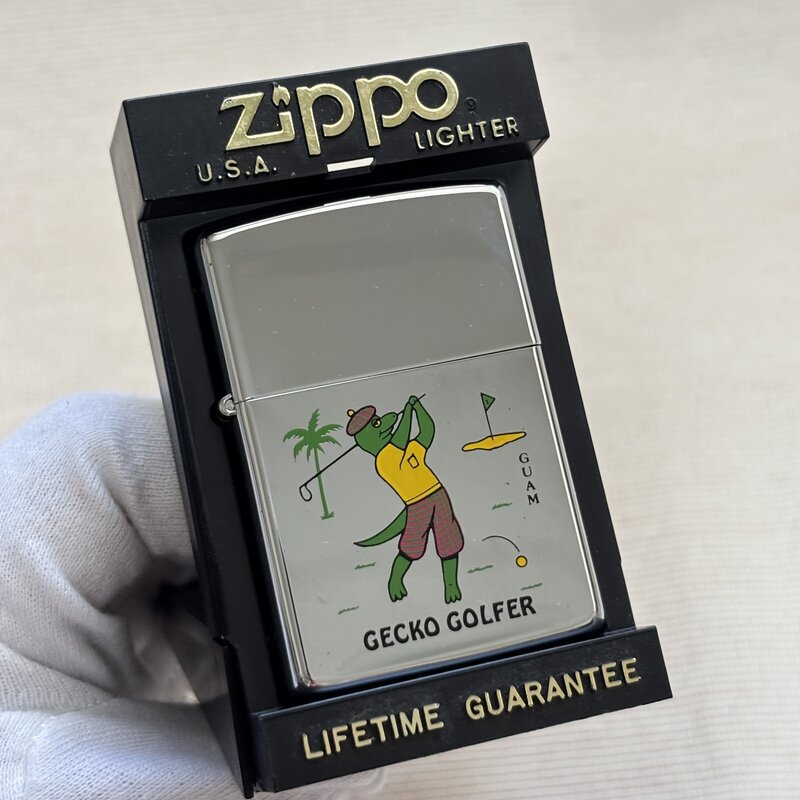 Zippo®
U.S.A. LIGHTER
GUAM
GECKO GOLFER
LIFETIME GUARANTEE